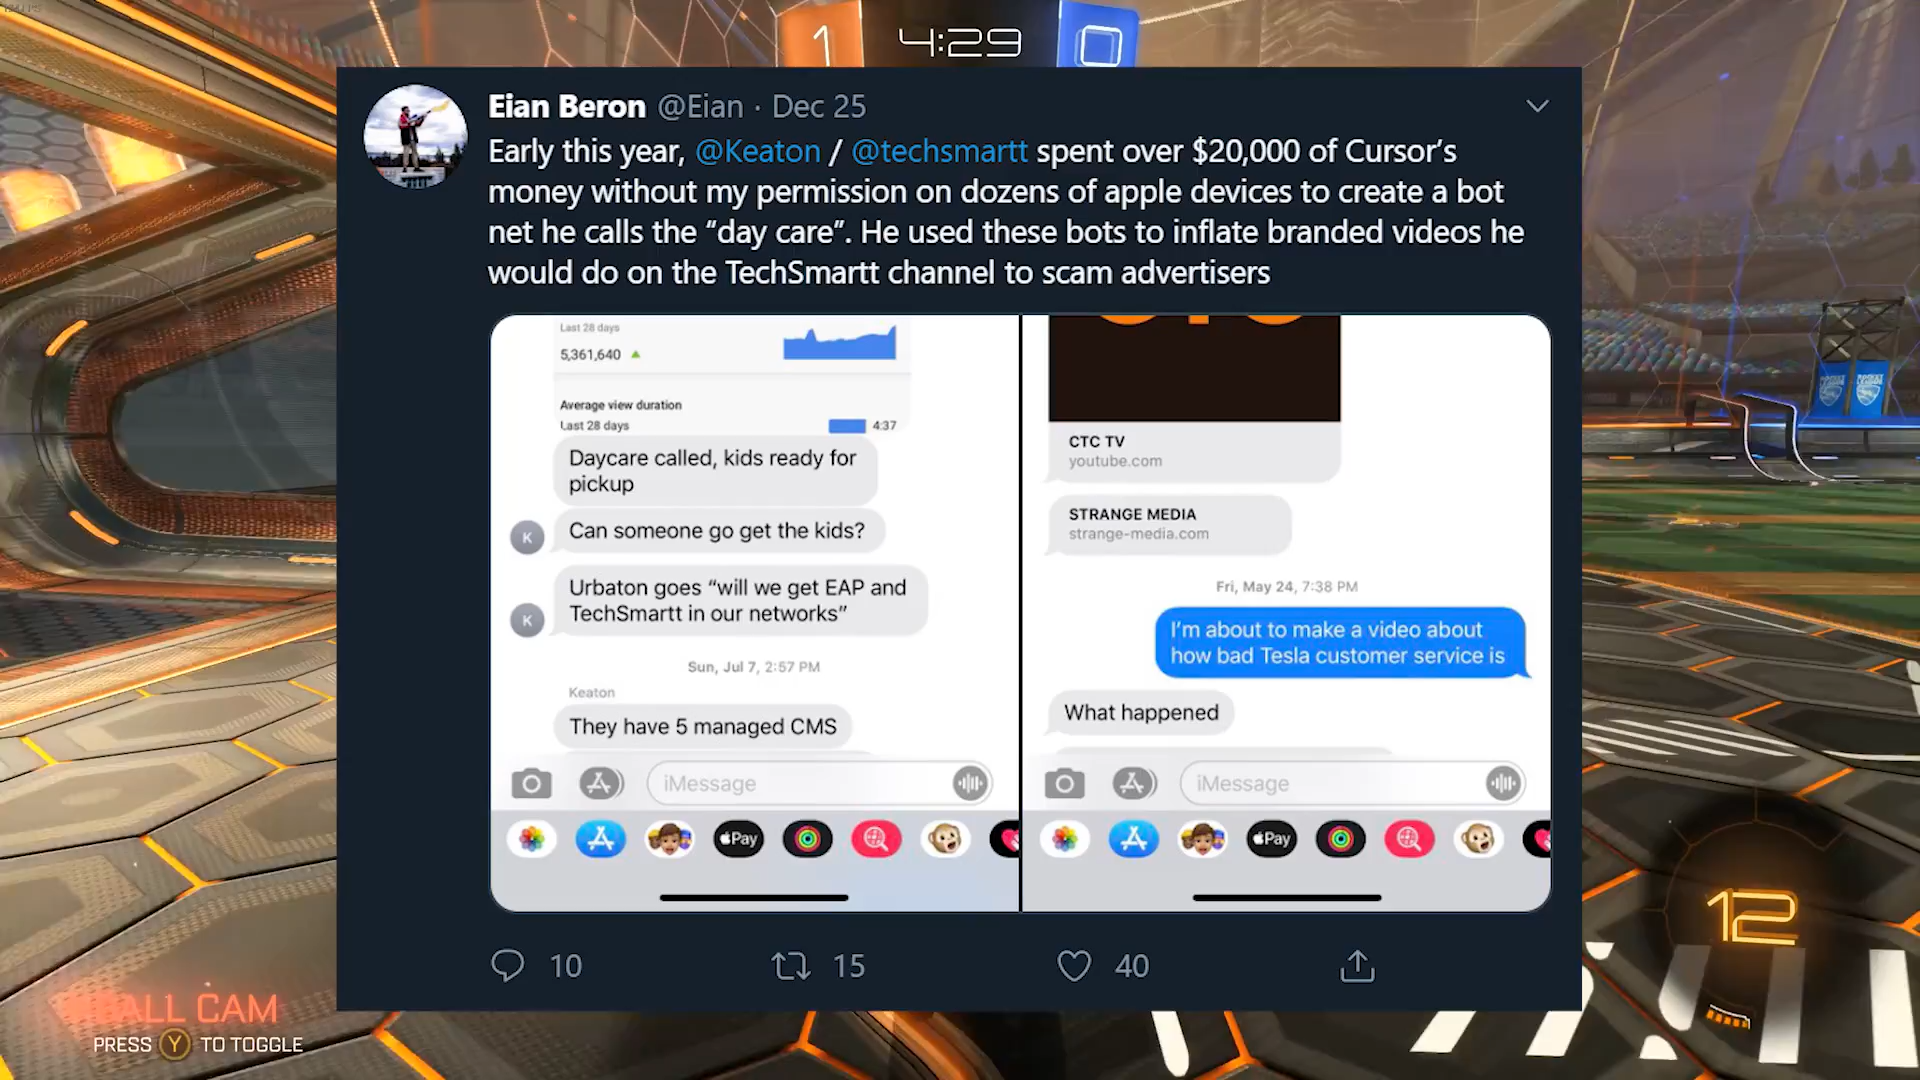 1 4:29 0
Eian Beron @Eian · Dec 25
Early this year, @Keaton / @techsmartt spent over $20,000 of Cursor's
money without my permission on dozens of apple devices to create a bot
net he calls the “day care”. He used these bots to inflate branded videos he
would do on the TechSmartt channel to scam advertisers
Last 28 days
5,361,640
Average view duration
Last 28 days 4:37
Daycare called, kids ready for
pickup
K
Can someone go get the kids?
Urbaton goes “will we get EAP and
TechSmartt in our networks”
K
Sun, Jul 7, 2:57 PM
Keaton
They have 5 managed CMS
iMessage
Pay
CTC TV
youtube.com
STRANGE MEDIA
strange-media.com
Fri, May 24, 7:38 PM
I'm about to make a video about
how bad Tesla customer service is
What happened
iMessage
Pay
10 15 40
BALL CAM
PRESS Y TO TOGGLE
12